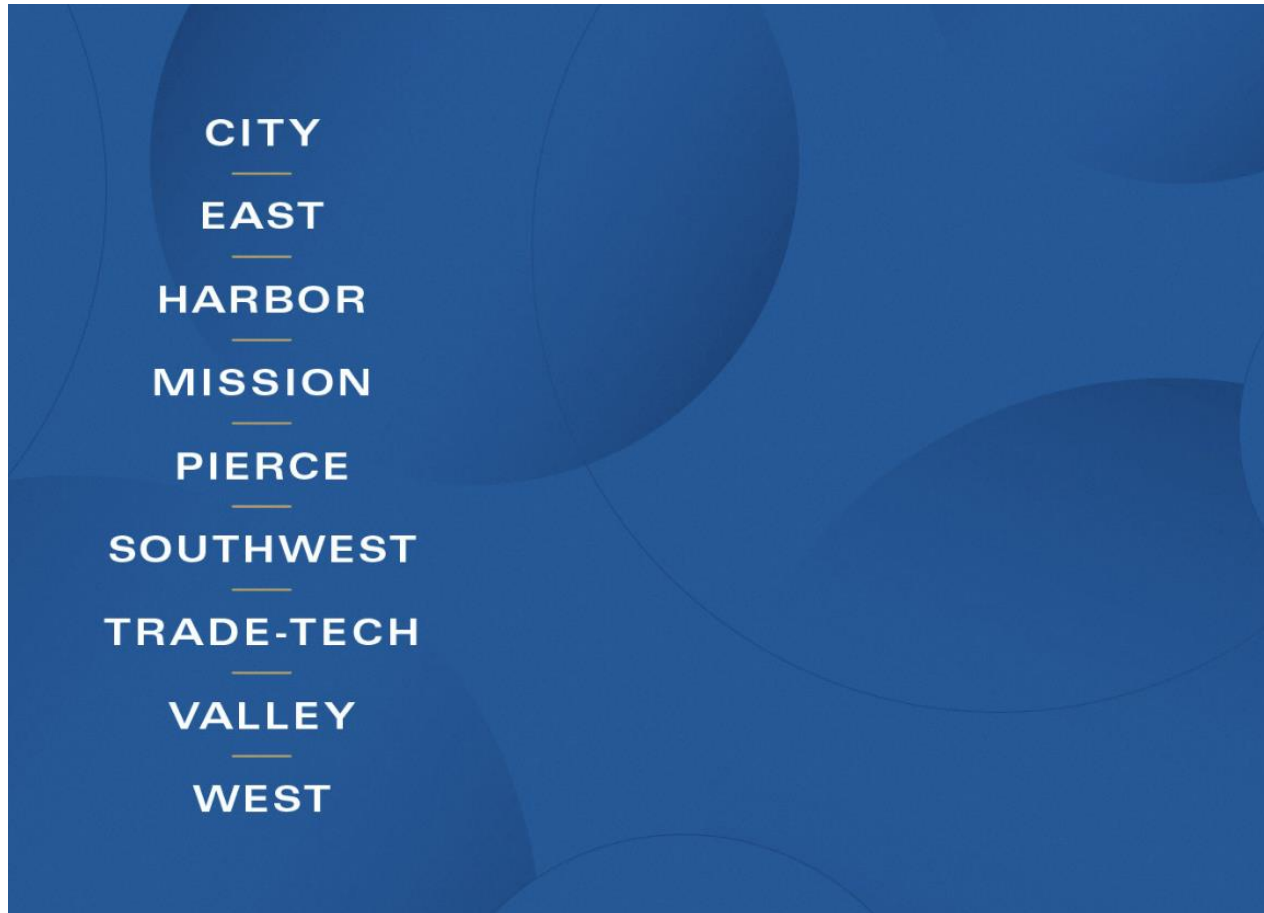 CITY
EAST
HARBOR
MISSION
PIERCE
SOUTHWEST
TRADE-TECH
VALLEY
WEST